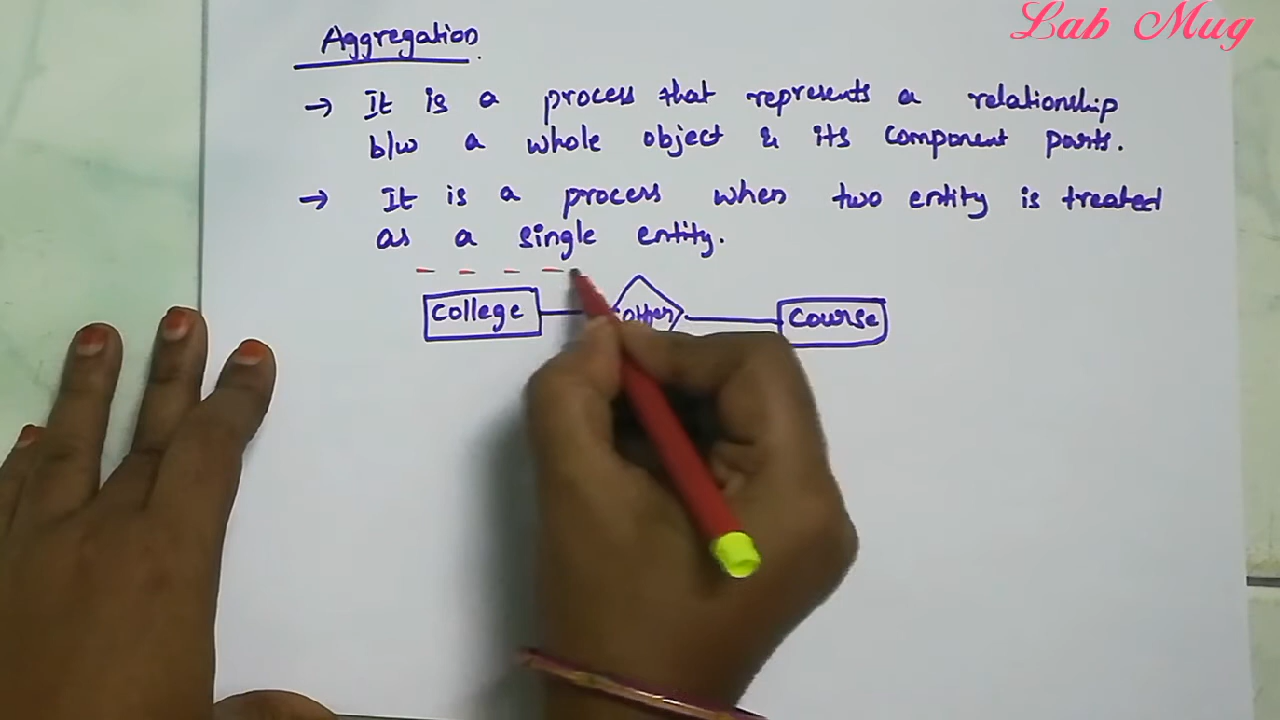 Lab Mug
Aggregation
→ It is a process that represents a relationship
b/w a whole object & its component parts.
→ It is a process when two entity is treated
as a single entity.
College
Course